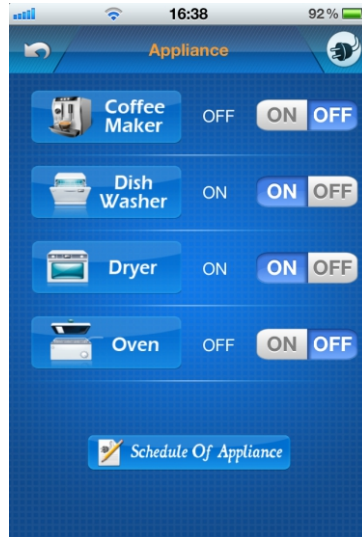 16:38
92%
Appliance
Coffee
Maker
OFF
ON OFF
Dish
Washer
ON
ON OFF
Dryer
ON
ON OFF
Oven
OFF
ON OFF
Schedule Of Appliance